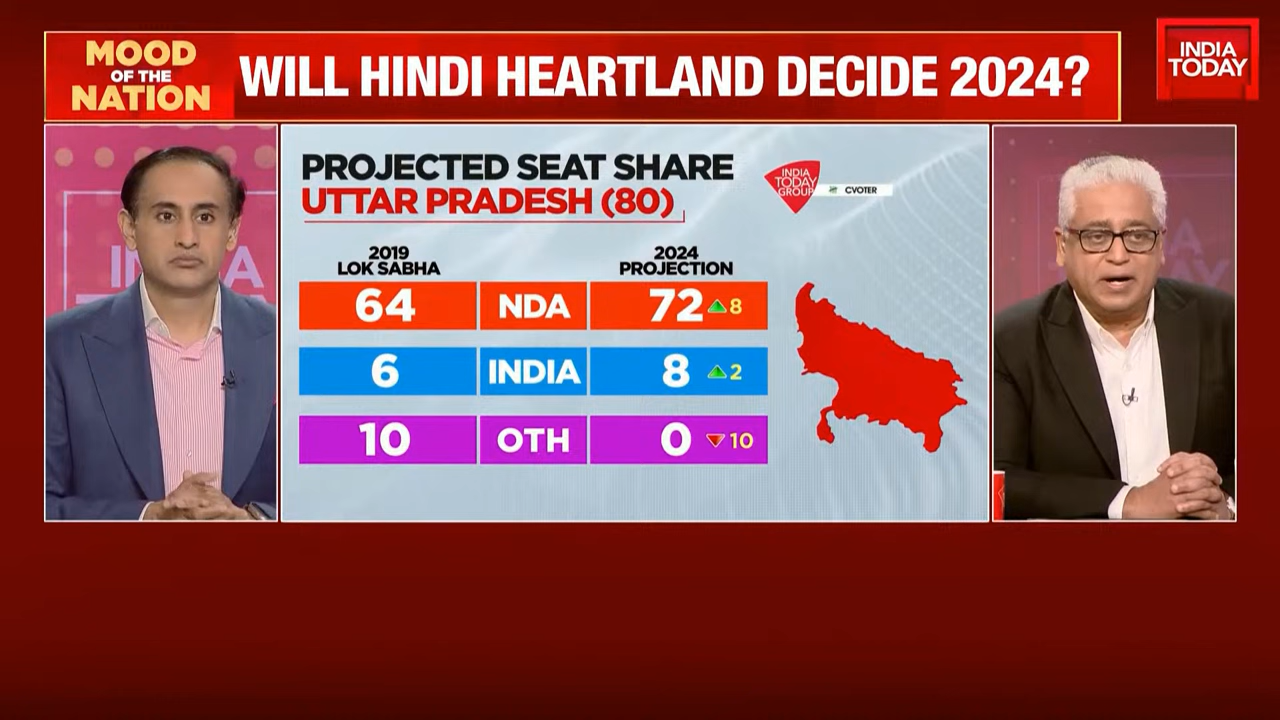 MOOD
OF THE
NATION
WILL HINDI HEARTLAND DECIDE 2024?
INDIA
TODAY
PROJECTED SEAT SHARE
UTTAR PRADESH (80)
INDIA
TODAY
GROUP
CVOTER
2019
LOK SABHA
2024
PROJECTION
64 NDA 72 8
6 INDIA 8 2
10 OTH 0 10